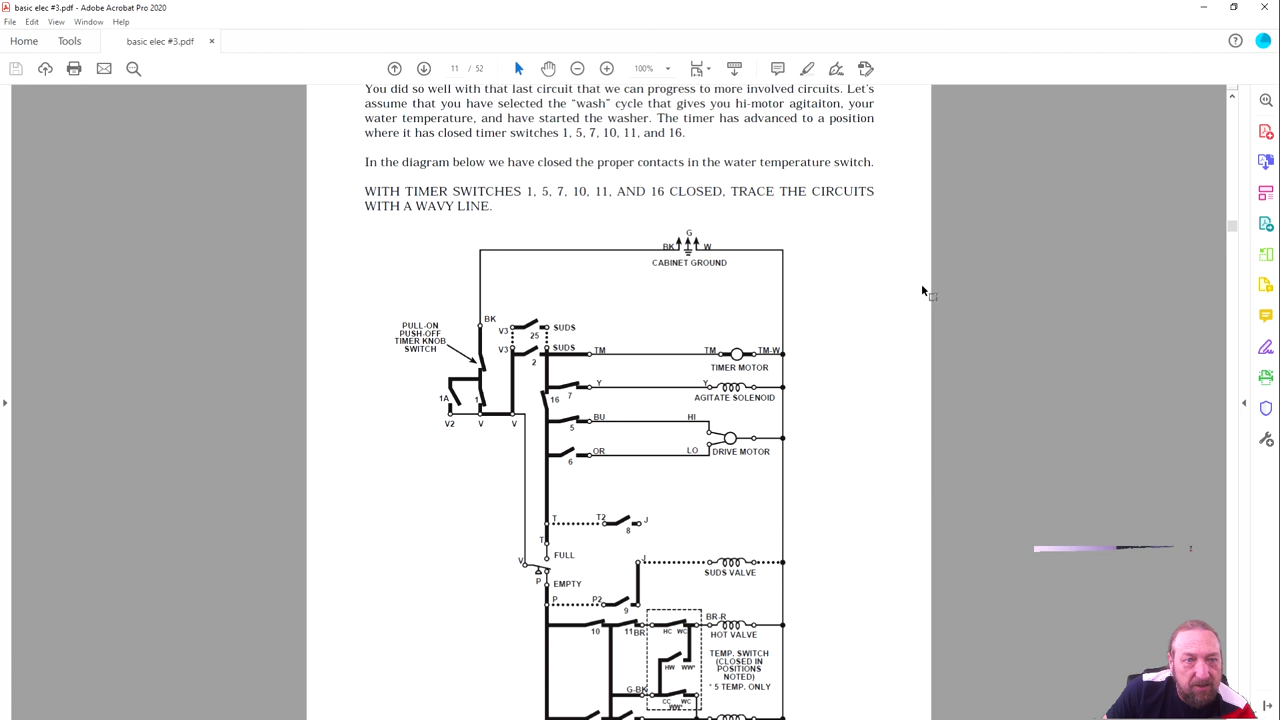 basic elec #3.pdf - Adobe Acrobat Pro 2020
File Edit View Window Help
Home Tools basic elec #3.pdf ×
11 / 52 100%
You did so well with that last circuit that we can progress to more involved circuits. Let's
assume that you have selected the "wash" cycle that gives you hi-motor agitaiton, your
water temperature, and have started the washer. The timer has advanced to a position
where it has closed timer switches 1, 5, 7, 10, 11, and 16.
In the diagram below we have closed the proper contacts in the water temperature switch.
WITH TIMER SWITCHES 1, 5, 7, 10, 11, AND 16 CLOSED, TRACE THE CIRCUITS
WITH A WAVY LINE.
G
BK W
CABINET GROUND
BK
PULL-ON
PUSH-OFF
TIMER KNOB
SWITCH
V3 SUDS
25
V3 SUDS
2
TM TM TM-W
TIMER MOTOR
Y Y
7
AGITATE SOLENOID
1A 1 16
V2 V V
BU HI
5
DRIVE MOTOR
OR LO
6
T T2 J
8
T
FULL
V
P
EMPTY
J
SUDS VALVE
P P2
9
BR-R
10 11 BR HC WC
HOT VALVE
TEMP. SWITCH
(CLOSED IN
POSITIONS
NOTED)
* 5 TEMP. ONLY
HW WW*
G-BK
CC WC
WW*